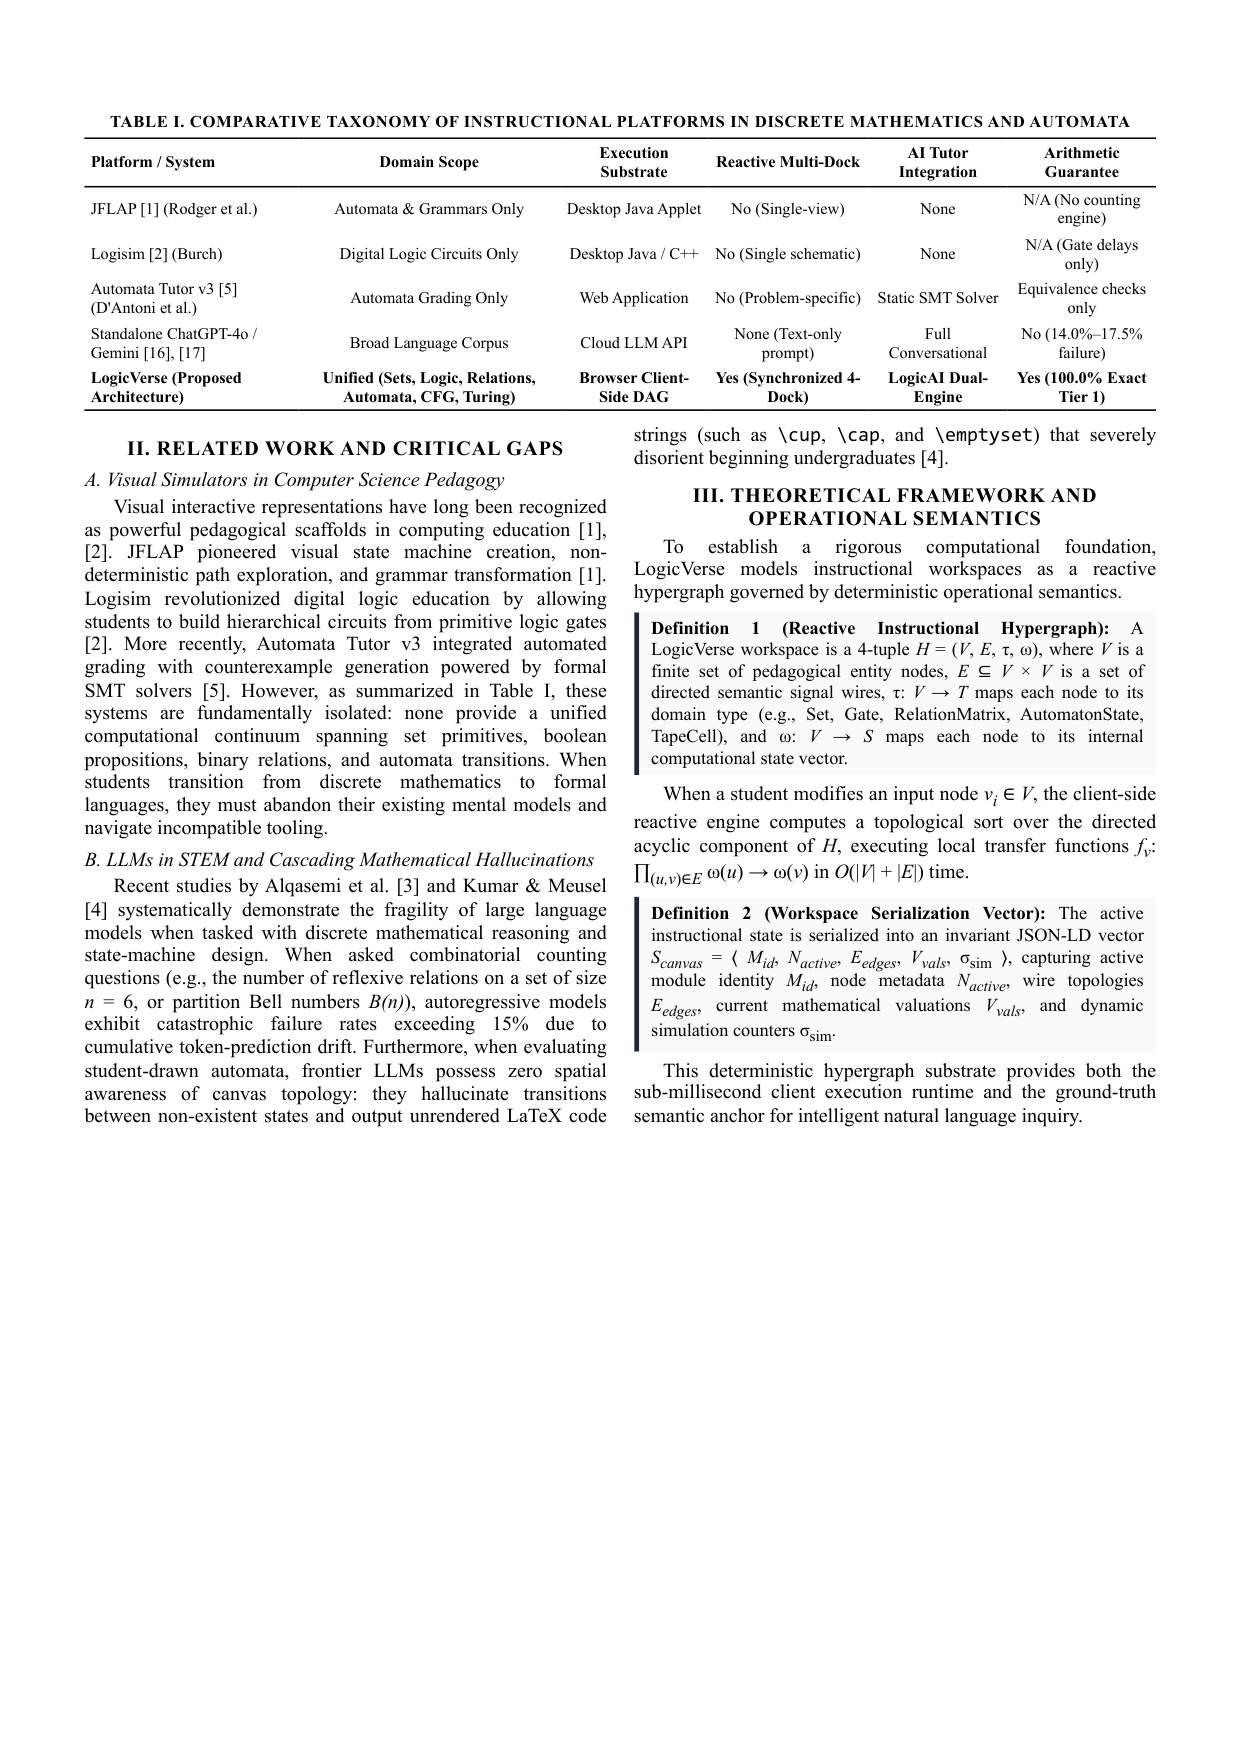 TABLE I. COMPARATIVE TAXONOMY OF INSTRUCTIONAL PLATFORMS IN DISCRETE MATHEMATICS AND AUTOMATA
Platform / System Domain Scope Execution Substrate Reactive Multi-Dock AI Tutor Integration Arithmetic Guarantee
JFLAP [1] (Rodger et al.) Automata & Grammars Only Desktop Java Applet No (Single-view) None N/A (No counting engine)
Logisim [2] (Burch) Digital Logic Circuits Only Desktop Java / C++ No (Single schematic) None N/A (Gate delays only)
Automata Tutor v3 [5] (D'Antoni et al.) Automata Grading Only Web Application No (Problem-specific) Static SMT Solver Equivalence checks only
Standalone ChatGPT-4o / Gemini [16], [17] Broad Language Corpus Cloud LLM API None (Text-only prompt) Full Conversational No (14.0%–17.5% failure)
LogicVerse (Proposed Architecture) Unified (Sets, Logic, Relations, Automata, CFG, Turing) Browser Client-Side DAG Yes (Synchronized 4-Dock) LogicAI Dual-Engine Yes (100.0% Exact Tier 1)
II. RELATED WORK AND CRITICAL GAPS
A. Visual Simulators in Computer Science Pedagogy
Visual interactive representations have long been recognized
as powerful pedagogical scaffolds in computing education [1],
[2]. JFLAP pioneered visual state machine creation, non-
deterministic path exploration, and grammar transformation [1].
Logisim revolutionized digital logic education by allowing
students to build hierarchical circuits from primitive logic gates
[2]. More recently, Automata Tutor v3 integrated automated
grading with counterexample generation powered by formal
SMT solvers [5]. However, as summarized in Table I, these
systems are fundamentally isolated: none provide a unified
computational continuum spanning set primitives, boolean
propositions, binary relations, and automata transitions. When
students transition from discrete mathematics to formal
languages, they must abandon their existing mental models and
navigate incompatible tooling.
B. LLMs in STEM and Cascading Mathematical Hallucinations
Recent studies by Alqasemi et al. [3] and Kumar & Meusel
[4] systematically demonstrate the fragility of large language
models when tasked with discrete mathematical reasoning and
state-machine design. When asked combinatorial counting
questions (e.g., the number of reflexive relations on a set of size
n = 6, or partition Bell numbers B(n)), autoregressive models
exhibit catastrophic failure rates exceeding 15% due to
cumulative token-prediction drift. Furthermore, when evaluating
student-drawn automata, frontier LLMs possess zero spatial
awareness of canvas topology: they hallucinate transitions
between non-existent states and output unrendered LaTeX code
strings (such as \cup, \cap, and \emptyset) that severely
disorient beginning undergraduates [4].
III. THEORETICAL FRAMEWORK AND
OPERATIONAL SEMANTICS
To establish a rigorous computational foundation,
LogicVerse models instructional workspaces as a reactive
hypergraph governed by deterministic operational semantics.
Definition 1 (Reactive Instructional Hypergraph): A
LogicVerse workspace is a 4-tuple H = (V, E, τ, ω), where V is a
finite set of pedagogical entity nodes, E ⊆ V × V is a set of
directed semantic signal wires, τ: V → T maps each node to its
domain type (e.g., Set, Gate, RelationMatrix, AutomatonState,
TapeCell), and ω: V → S maps each node to its internal
computational state vector.
When a student modifies an input node v_i ∈ V, the client-side
reactive engine computes a topological sort over the directed
acyclic component of H, executing local transfer functions f_v:
∏_(u,v)∈E ω(u) → ω(v) in O(|V| + |E|) time.
Definition 2 (Workspace Serialization Vector): The active
instructional state is serialized into an invariant JSON-LD vector
S_canvas = ⟨ M_id, N_active, E_edges, V_vals, σ_sim ⟩, capturing active
module identity M_id, node metadata N_active, wire topologies
E_edges, current mathematical valuations V_vals, and dynamic
simulation counters σ_sim.
This deterministic hypergraph substrate provides both the
sub-millisecond client execution runtime and the ground-truth
semantic anchor for intelligent natural language inquiry.